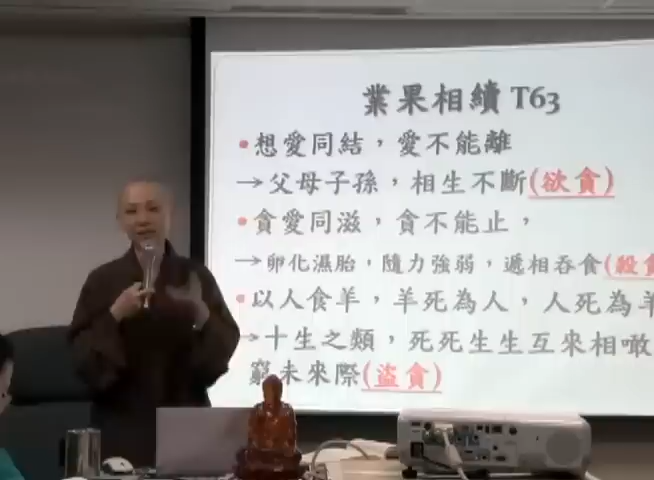 業果相續 T63
•想愛同結，愛不能離
→父母子孫，相生不斷(欲貪)
•貪愛同滋，貪不能止，
→卵化濕胎，隨力強弱，遞相吞食(殺貪
•以人食羊，羊死為人，人死為羊
→十生之類，死死生生互來相噉
窮未來際(盜貪)